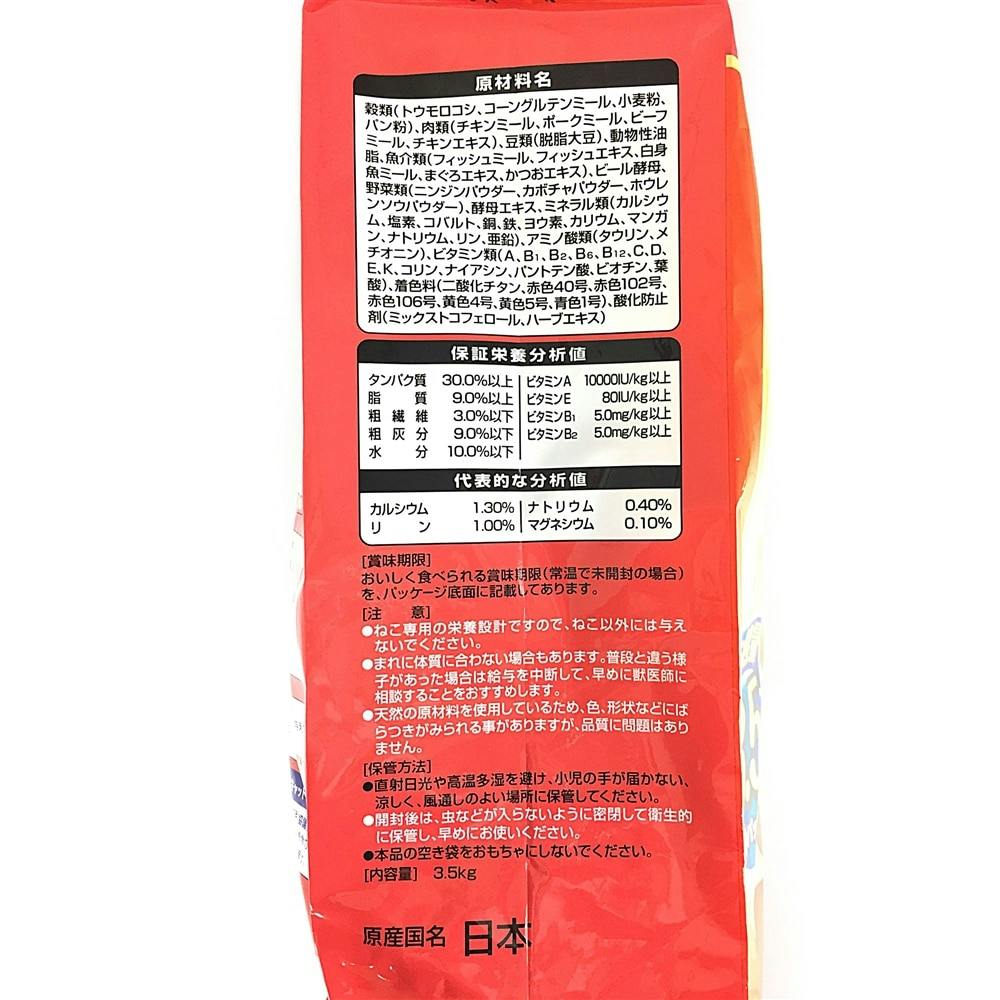 原材料名
穀類(トウモロコシ、コーングルテンミール、小麦粉、
パン粉)、肉類(チキンミール、ポークミール、ビーフ
ミール、チキンエキス)、豆類(脱脂大豆)、動物性油
脂、魚介類(フィッシュミール、フィッシュエキス、白身
魚ミール、まぐろエキス、かつおエキス)、ビール酵母、
野菜類(ニンジンパウダー、カボチャパウダー、ホウレ
ンソウパウダー)、酵母エキス、ミネラル類(カルシウ
ム、塩素、コバルト、銅、鉄、ヨウ素、カリウム、マンガ
ン、ナトリウム、リン、亜鉛)、アミノ酸類(タウリン、メ
チオニン)、ビタミン類(A、B1、B2、B6、B12、C、D、
E、K、コリン、ナイアシン、パントテン酸、ビオチン、葉
酸)、着色料(二酸化チタン、赤色40号、赤色102号、
赤色106号、黄色4号、黄色5号、青色1号)、酸化防止
剤(ミックストコフェロール、ハーブエキス)
保証栄養分析値
タンパク質 30.0%以上 ビタミンA 10000IU/kg以上
脂質 9.0%以上 ビタミンE 80IU/kg以上
粗繊維 3.0%以下 ビタミンB1 5.0mg/kg以上
粗灰分 9.0%以下 ビタミンB2 5.0mg/kg以上
水分 10.0%以下
代表的な分析値
カルシウム 1.30% ナトリウム 0.40%
リン 1.00% マグネシウム 0.10%
[賞味期限]
おいしく食べられる賞味期限(常温で未開封の場合)
を、パッケージ底面に記載してあります。
[注 意]
●ねこ専用の栄養設計ですので、ねこ以外には与え
ないでください。
●まれに体質に合わない場合もあります。普段と違う様
子があった場合は給与を中断して、早めに獣医師に
相談することをおすすめします。
●天然の原材料を使用しているため、色、形状などにば
らつきがみられる事がありますが、品質に問題はあり
ません。
[保管方法]
●直射日光や高温多湿を避け、小児の手が届かない、
涼しく、風通しのよい場所に保管してください。
●開封後は、虫などが入らないように密閉して衛生的
に保管し、早めにお使いください。
●本品の空き袋をおもちゃにしないでください。
[内容量] 3.5kg
原産国名 日本